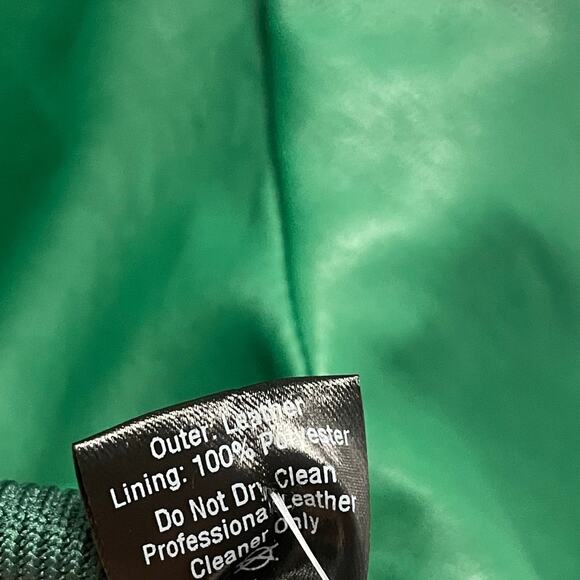 Outer: Leather
Lining: 100% Polyester
Do Not Dry Clean
Professional Leather
Cleaner Only